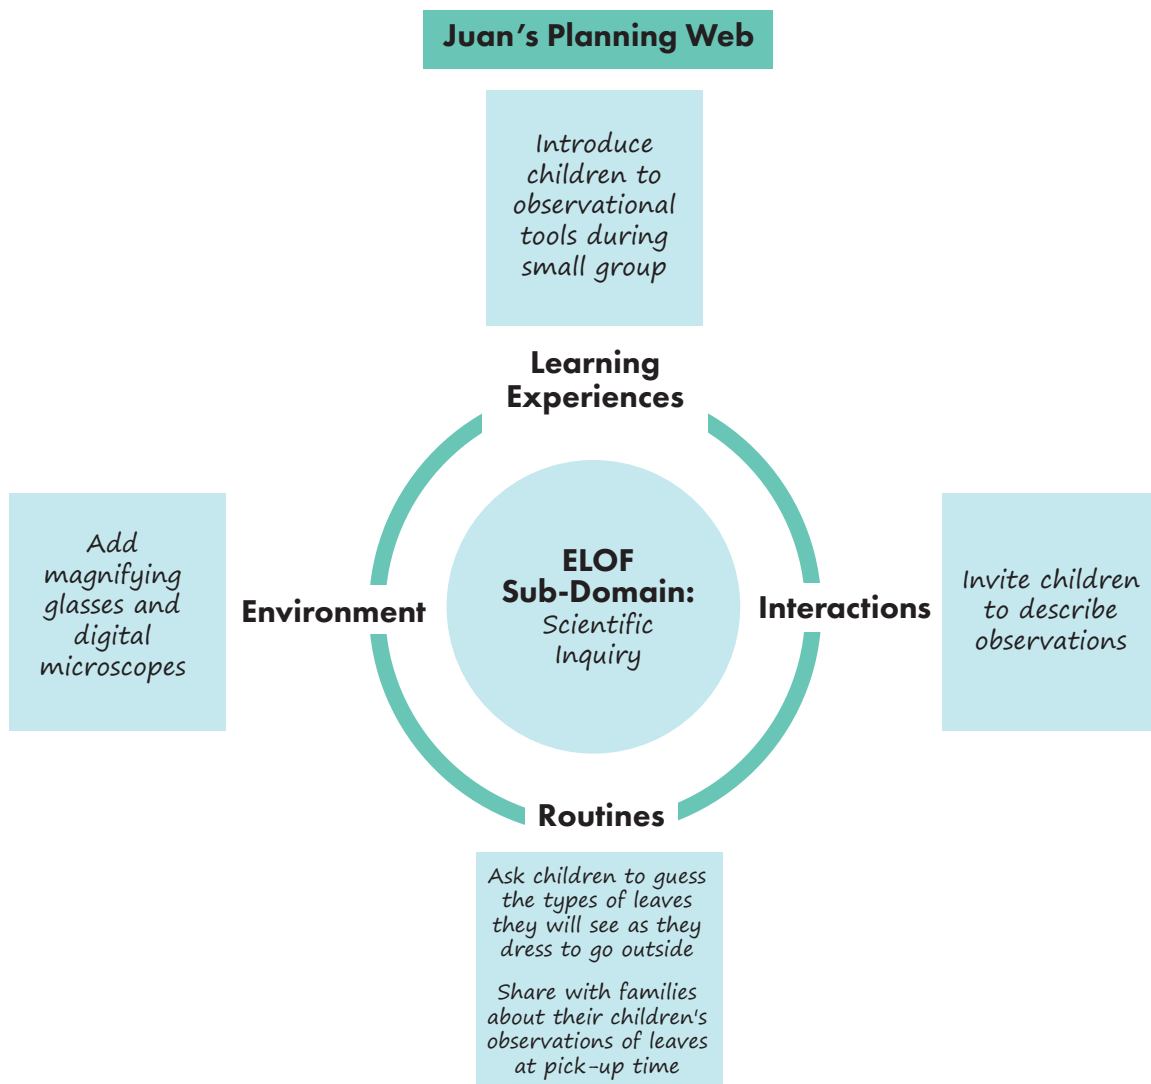 Juan's Planning Web
Introduce
children to
observational
tools during
small group
Learning
Experiences
Add
magnifying
glasses and
digital
microscopes
Environment
ELOF
Sub-Domain:
Scientific
Inquiry
Interactions
Invite children
to describe
observations
Routines
Ask children to guess
the types of leaves
they will see as they
dress to go outside
Share with families
about their children's
observations of leaves
at pick-up time